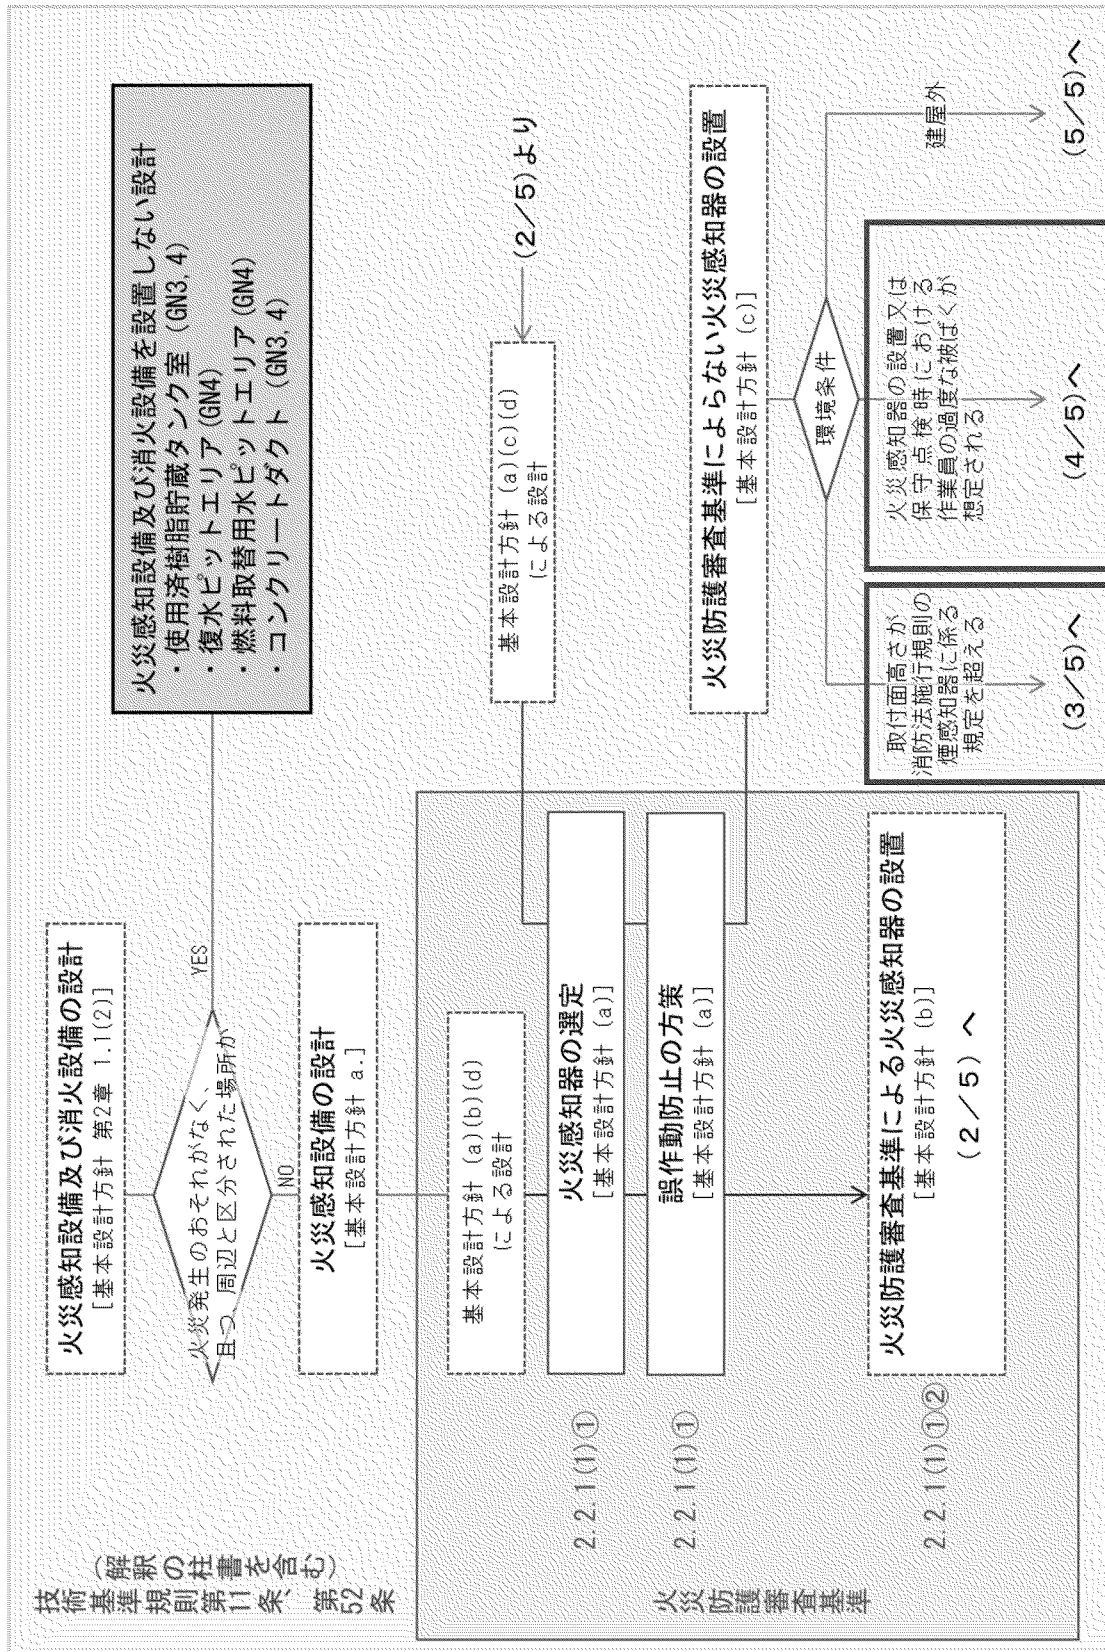 技術基準規則第11条、第52条
(解釈の柱書を含む)
火災感知設備及び消火設備の設計
[基本設計方針 第2章 1.1(2)]
火災発生のおそれがなく、
且つ、周辺と区分された場所か
YES
NO
火災感知設備及び消火設備を設置しない設計
・使用済樹脂貯蔵タンク室 (GN3,4)
・復水ピットエリア(GN4)
・燃料取替用水ピットエリア(GN4)
・コンクリートダクト (GN3,4)
火災感知設備の設計
[基本設計方針 a.]
火災防護審査基準
基本設計方針 (a)(b)(d)
による設計
基本設計方針 (a)(c)(d)
による設計
(2/5)より
2.2.1(1)①
火災感知器の選定
[基本設計方針 (a)]
2.2.1(1)①
誤作動防止の方策
[基本設計方針 (a)]
火災防護審査基準によらない火災感知器の設置
[基本設計方針 (c)]
環境条件
建屋外
2.2.1(1)①②
火災防護審査基準による火災感知器の設置
[基本設計方針 (b)]
(2/5) へ
取付面高さが
消防法施行規則の
煙感知器に係る
規定を超える
火災感知器の設置又は
保守点検時における
作業員の過度な被ばくが
想定される
(3/5)へ
(4/5)へ
(5/5)へ